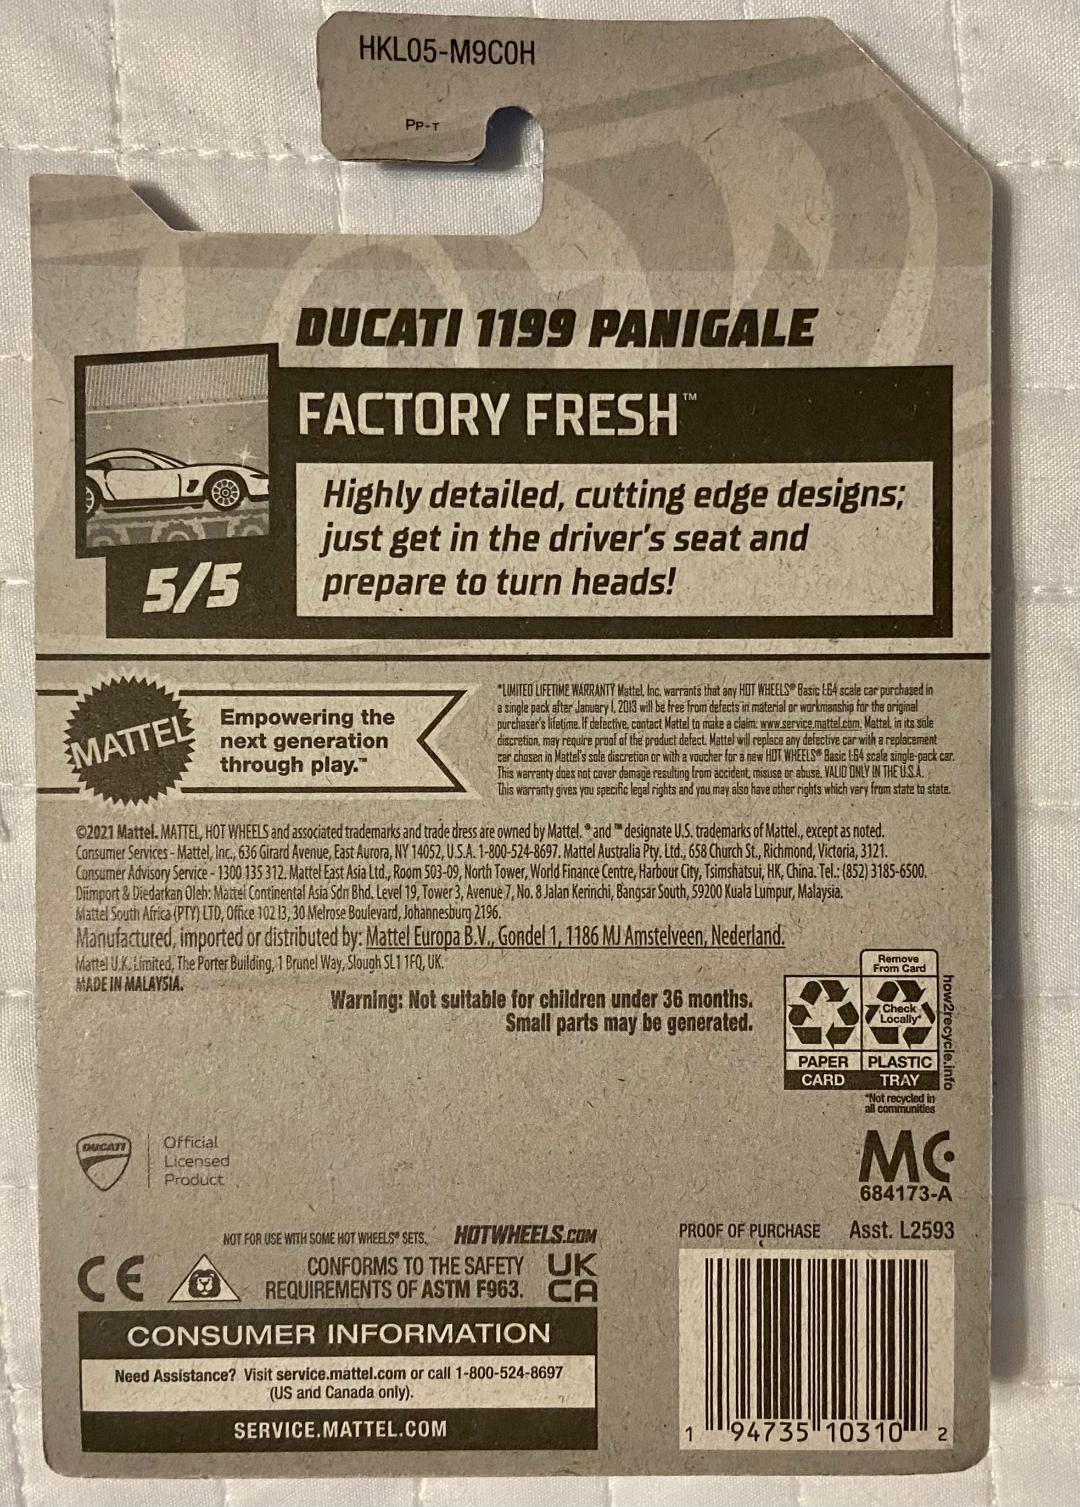 HKL05-M9C0H
PP-T
DUCATI 1199 PANIGALE
FACTORY FRESH™
Highly detailed, cutting edge designs;
just get in the driver's seat and
prepare to turn heads!
5/5
MATTEL
Empowering the
next generation
through play.™
*LIMITED LIFETIME WARRANTY Mattel, Inc. warrants that any HOT WHEELS® Basic 1:64 scale car purchased in
a single pack after January 1, 2013 will be free from defects in material or workmanship for the original
purchaser's lifetime. If defective, contact Mattel to make a claim: www.service.mattel.com. Mattel, in its sole
discretion, may require proof of the product defect. Mattel will replace any defective car with a replacement
car chosen in Mattel's sole discretion or with a voucher for a new HOT WHEELS® Basic 1:64 scale single-pack car.
This warranty does not cover damage resulting from accident, misuse or abuse. VALID ONLY IN THE U.S.A.
This warranty gives you specific legal rights and you may also have other rights which vary from state to state.
©2021 Mattel. MATTEL, HOT WHEELS and associated trademarks and trade dress are owned by Mattel. ® and ™ designate U.S. trademarks of Mattel., except as noted.
Consumer Services - Mattel, Inc., 636 Girard Avenue, East Aurora, NY 14052, U.S.A. 1-800-524-8697. Mattel Australia Pty. Ltd., 658 Church St., Richmond, Victoria, 3121.
Consumer Advisory Service - 1300 135 312. Mattel East Asia Ltd., Room 503-09, North Tower, World Finance Centre, Harbour City, Tsimshatsui, HK, China. Tel.: (852) 3185-6500.
Diimport & Diedarkan Oleh: Mattel Continental Asia Sdn Bhd. Level 19, Tower 3, Avenue 7, No. 8 Jalan Kerinchi, Bangsar South, 59200 Kuala Lumpur, Malaysia.
Mattel South Africa (PTY) LTD, Office 102 I3, 30 Melrose Boulevard, Johannesburg 2196.
Manufactured, imported or distributed by: Mattel Europa B.V., Gondel 1, 1186 MJ Amstelveen, Nederland.
Mattel U.K. Limited, The Porter Building, 1 Brunel Way, Slough SL1 1FQ, UK.
MADE IN MALAYSIA.
Warning: Not suitable for children under 36 months.
Small parts may be generated.
Remove
From Card
Check
Locally*
PAPER
PLASTIC
CARD
TRAY
how2recycle.info
*Not recycled in
all communities
DUCATI
Official
Licensed
Product
MC
684173-A
NOT FOR USE WITH SOME HOT WHEELS® SETS.
HOTWHEELS.COM
PROOF OF PURCHASE
Asst. L2593
CE
CONFORMS TO THE SAFETY
REQUIREMENTS OF ASTM F963.
UK
CA
CONSUMER INFORMATION
Need Assistance? Visit service.mattel.com or call 1-800-524-8697
(US and Canada only).
SERVICE.MATTEL.COM
1 94735 10310 2